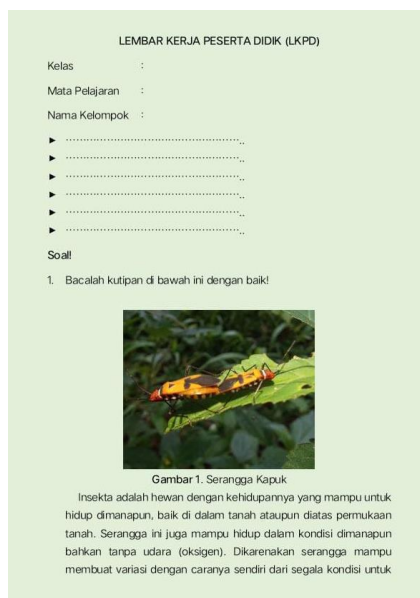 LEMBAR KERJA PESERTA DIDIK (LKPD)
Kelas :
Mata Pelajaran :
Nama Kelompok :
► ……………………………………………..
► ……………………………………………..
► ……………………………………………..
► ……………………………………………..
► ……………………………………………..
► ……………………………………………..
Soal!
1. Bacalah kutipan di bawah ini dengan baik!
Gambar 1. Serangga Kapuk
Insekta adalah hewan dengan kehidupannya yang mampu untuk
hidup dimanapun, baik di dalam tanah ataupun diatas permukaan
tanah. Serangga ini juga mampu hidup dalam kondisi dimanapun
bahkan tanpa udara (oksigen). Dikarenakan serangga mampu
membuat variasi dengan caranya sendiri dari segala kondisi untuk